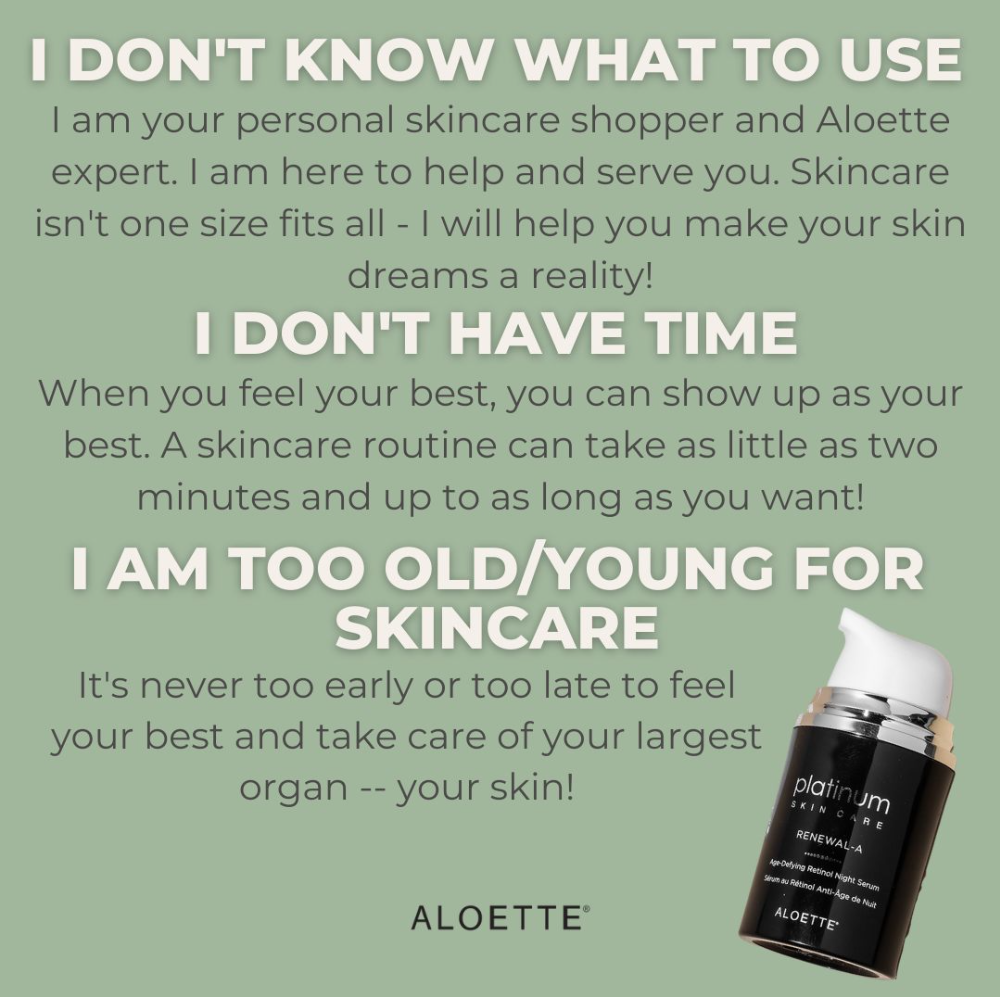 I DON'T KNOW WHAT TO USE
I am your personal skincare shopper and Aloette
expert. I am here to help and serve you. Skincare
isn't one size fits all - I will help you make your skin
dreams a reality!
I DON'T HAVE TIME
When you feel your best, you can show up as your
best. A skincare routine can take as little as two
minutes and up to as long as you want!
I AM TOO OLD/YOUNG FOR
SKINCARE
It's never too early or too late to feel
your best and take care of your largest
organ -- your skin!
platinum
SKIN CARE
RENEWAL-A
Age-Defying Retinol Night Serum
Sérum au Rétinol Anti-Âge de Nuit
ALOETTE®
ALOETTE®